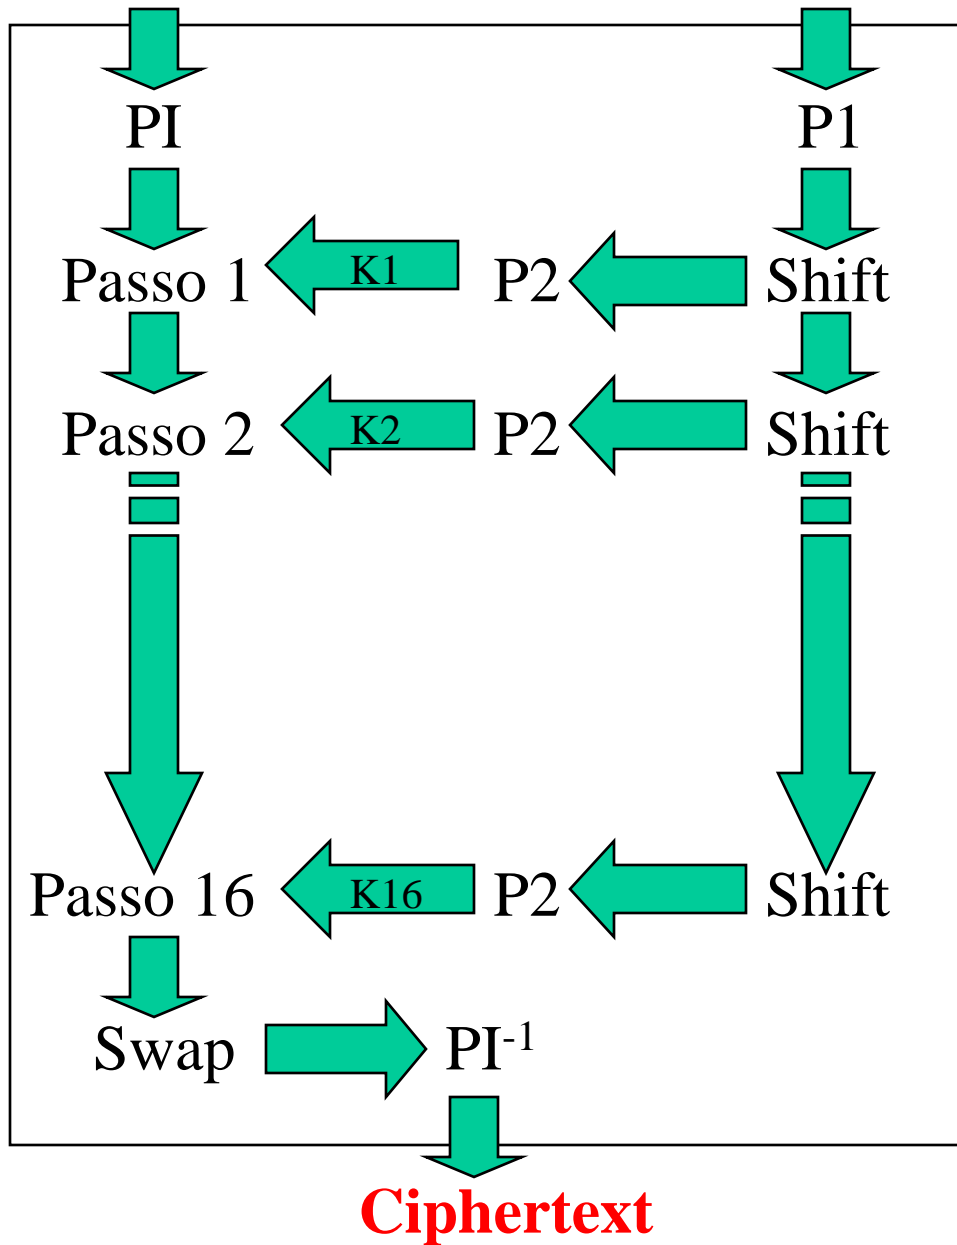 PI P1
Passo 1 K1 P2 Shift
Passo 2 K2 P2 Shift
Passo 16 K16 P2 Shift
Swap PI⁻¹
Ciphertext